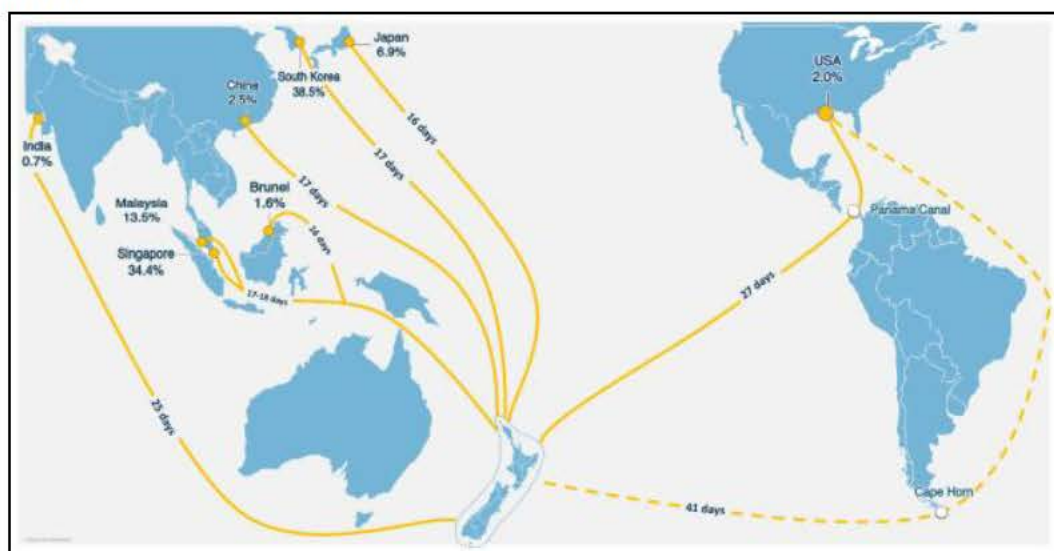 Japan
6.9%
South Korea
38.5%
China
2.5%
India
0.7%
Malaysia
13.5%
Brunei
1.6%
Singapore
34.4%
USA
2.0%
Panama Canal
Cape Horn
16 days
17 days
17 days
16 days
17-18 days
25 days
27 days
41 days